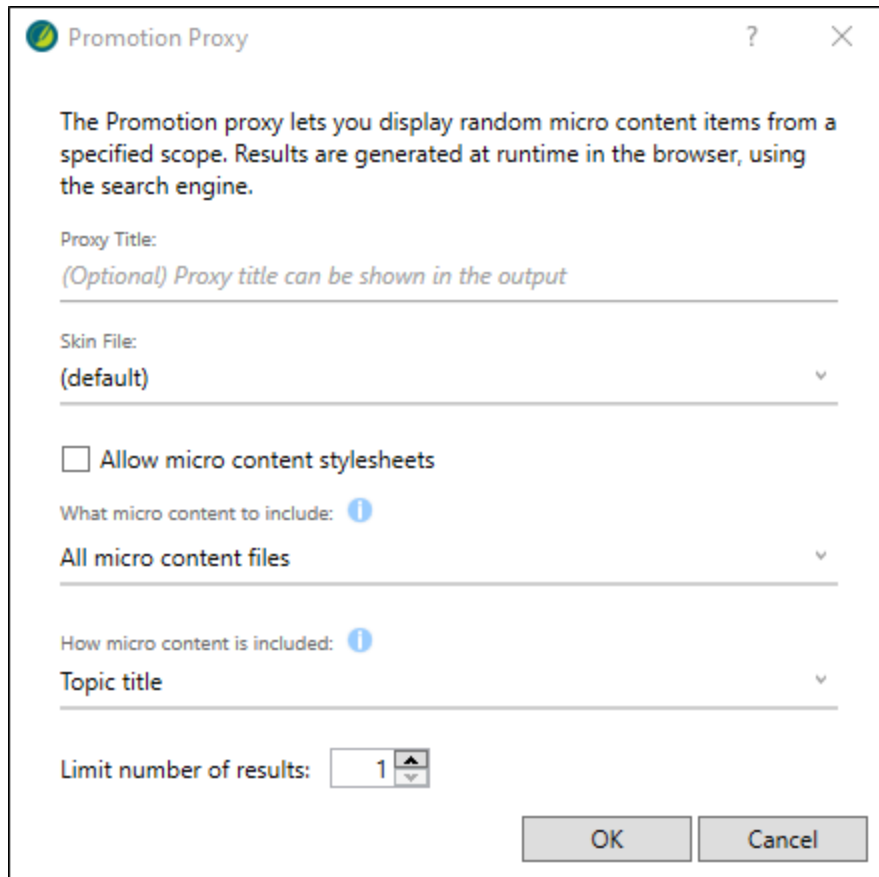 Promotion Proxy ?
The Promotion proxy lets you display random micro content items from a
specified scope. Results are generated at runtime in the browser, using
the search engine.
Proxy Title:
(Optional) Proxy title can be shown in the output
Skin File:
(default)
Allow micro content stylesheets
What micro content to include: i
All micro content files
How micro content is included: i
Topic title
Limit number of results: 1
OK Cancel